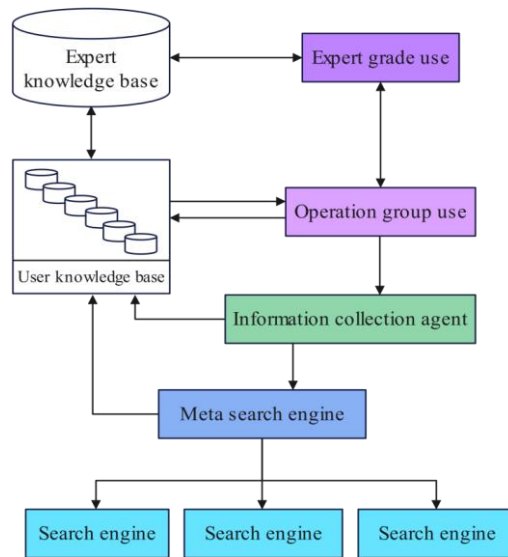 Expert
knowledge base
Expert grade use
Operation group use
User knowledge base
Information collection agent
Meta search engine
Search engine
Search engine
Search engine